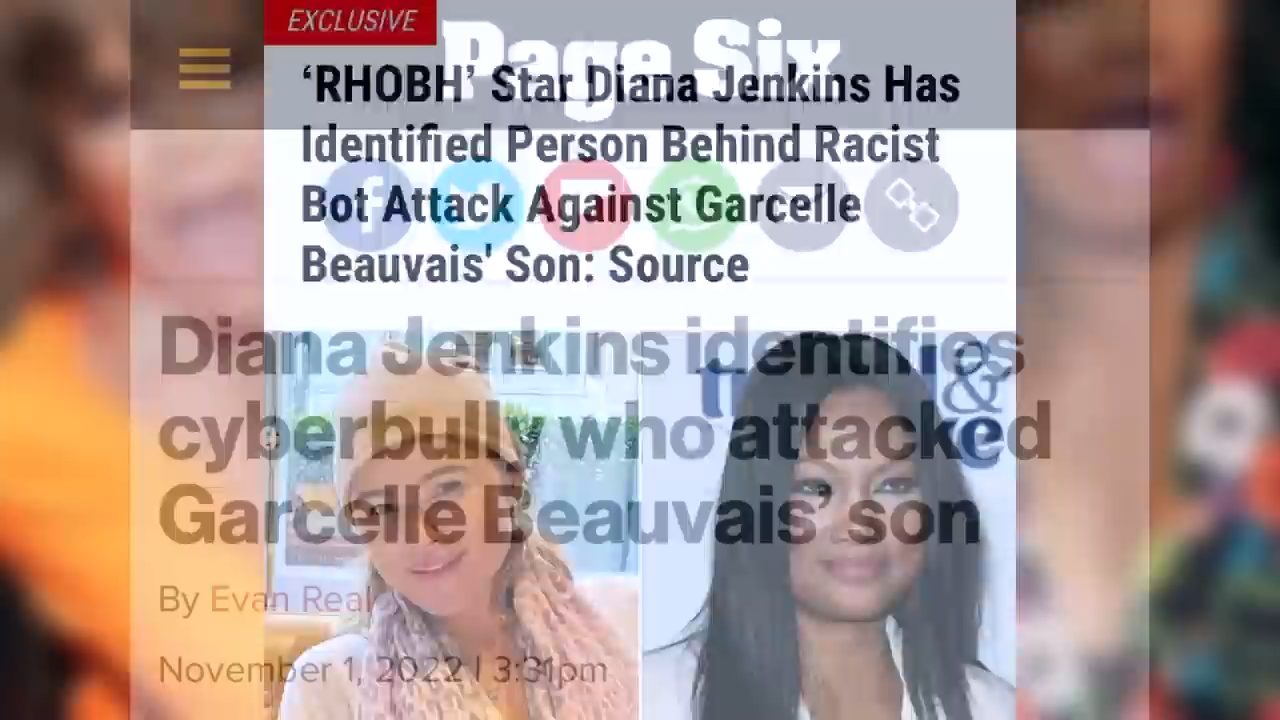 EXCLUSIVE
Page Six
‘RHOBH’ Star Diana Jenkins Has
Identified Person Behind Racist
Bot Attack Against Garcelle
Beauvais' Son: Source
Diana Jenkins identifies
cyberbully who attacked
Garcelle Beauvais’ son
By Evan Real
November 1, 2022 | 3:31pm
&
e